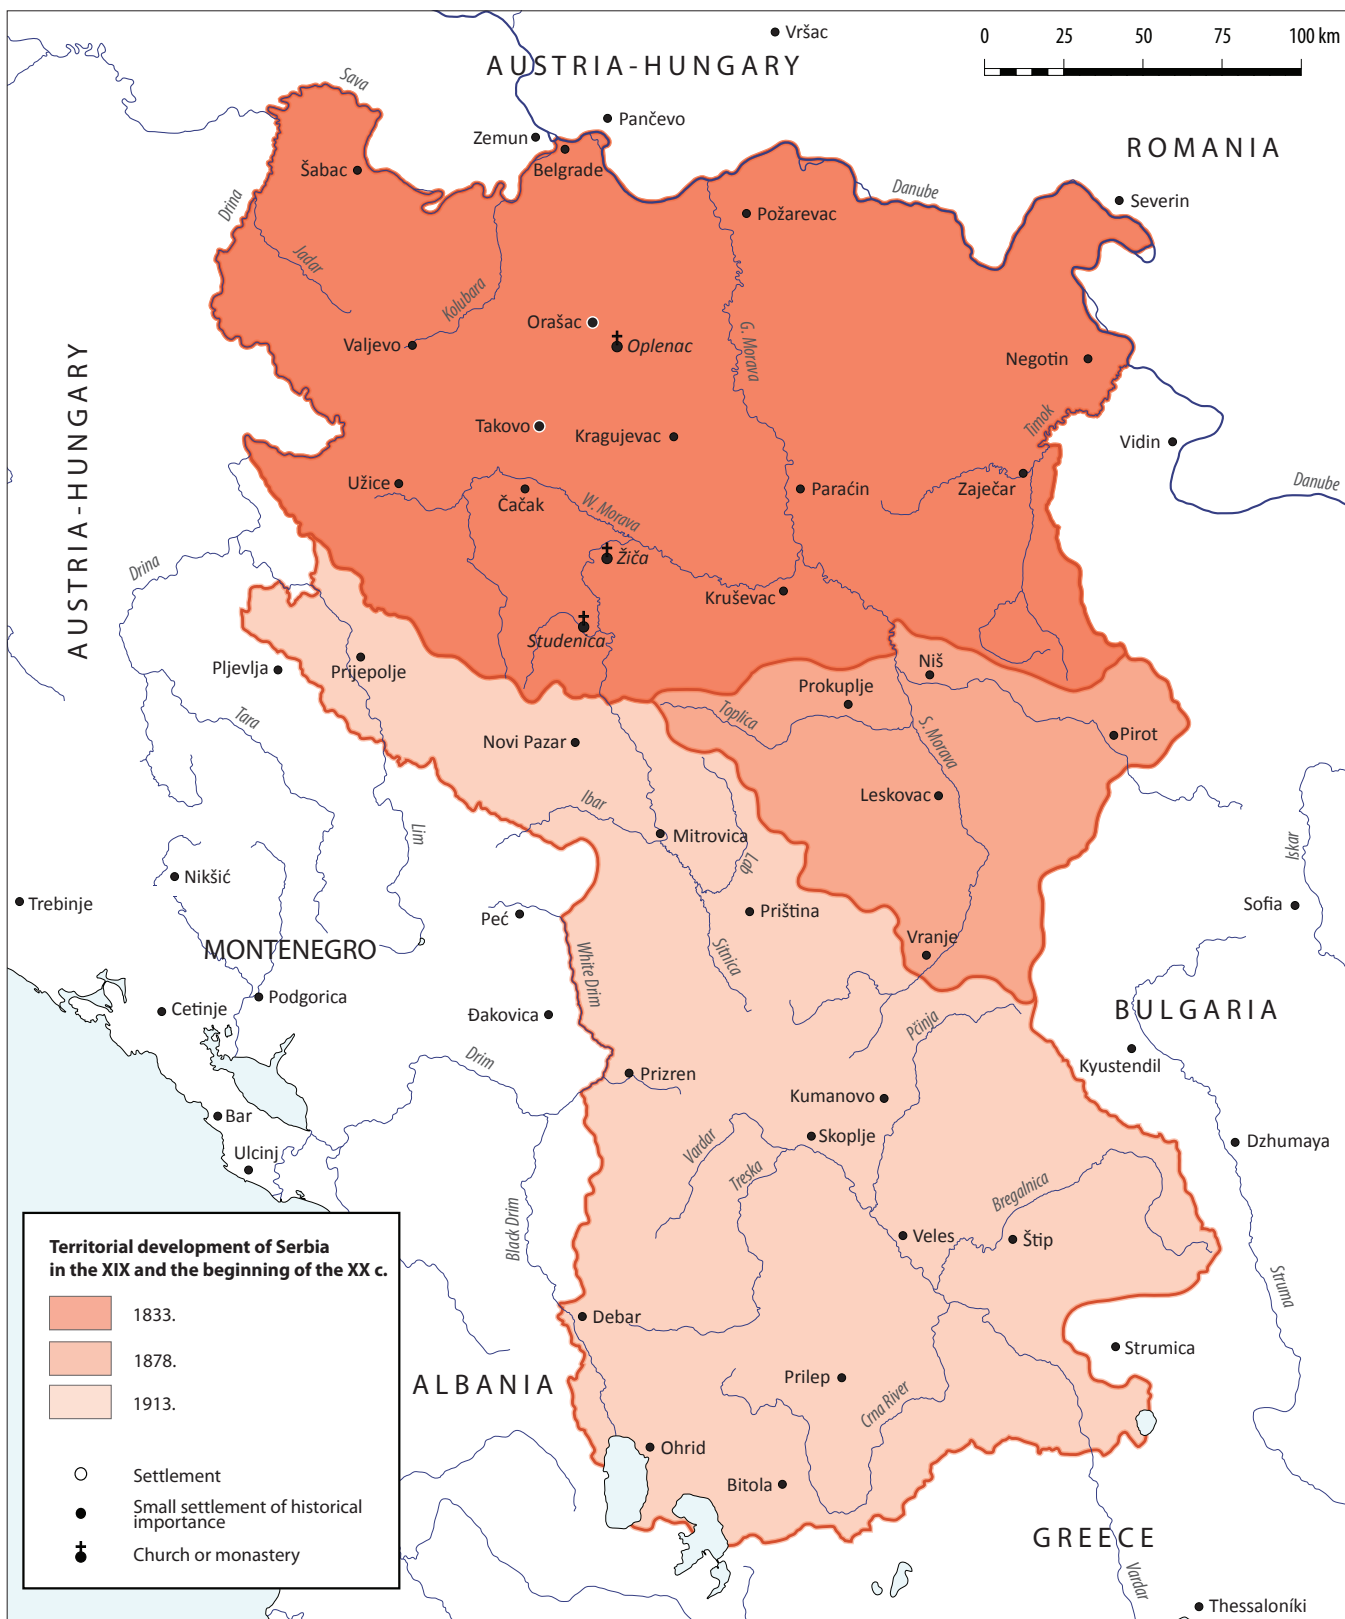 Vršac
0 25 50 75 100 km
AUSTRIA-HUNGARY
Sava
Pančevo
Zemun
ROMANIA
Belgrade
Šabac
Danube
Severin
Drina
Požarevac
Jadar
Kolubara
Orašac
Oplenac
G. Morava
Valjevo
Negotin
AUSTRIA-HUNGARY
Takovo
Kragujevac
Timok
Vidin
Užice
Čačak
Paraćin
Zaječar
Danube
W. Morava
Žiča
Drina
Kruševac
Studenica
Pljevlja
Prijepolje
Niš
Prokuplje
Tara
Toplica
S. Morava
Pirot
Novi Pazar
Leskovac
Ibar
Mitrovica
Lim
Lab
Iskar
Nikšić
Trebinje
Peć
Priština
Sofia
MONTENEGRO
Vranje
Sitnica
White Drim
Podgorica
Cetinje
Đakovica
BULGARIA
Pčinja
Drim
Kyustendil
Prizren
Kumanovo
Bar
Skoplje
Dzhumaya
Vardar
Ulcinj
Treska
Bregalnica
Black Drim
Veles
Štip
Struma
Territorial development of Serbia
in the XIX and the beginning of the XX c.
1833.
1878.
1913.
Settlement
Small settlement of historical
importance
Church or monastery
Debar
Strumica
ALBANIA
Prilep
Crna River
Ohrid
Bitola
GREECE
Vardar
Thessaloníki